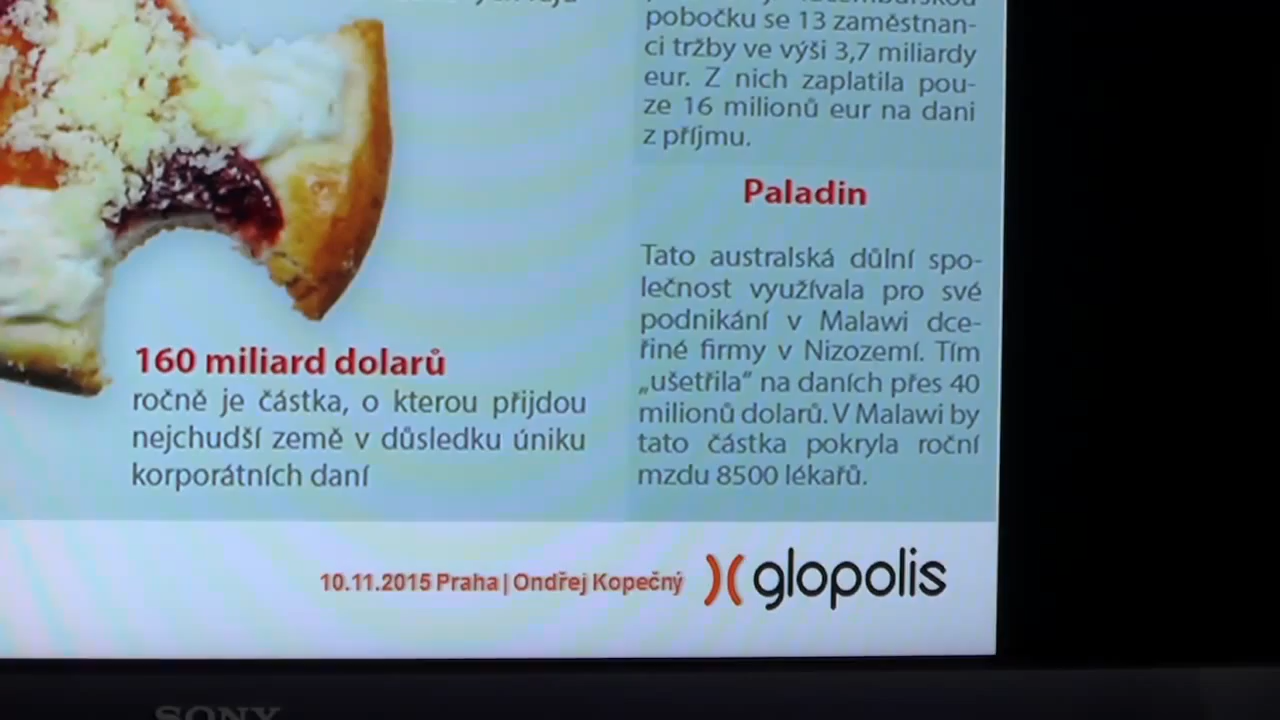 pobočku se 13 zaměstnan-
ci tržby ve výši 3,7 miliardy
eur. Z nich zaplatila pou-
ze 16 milionů eur na dani
z příjmu.
Paladin
Tato australská důlní spo-
lečnost využívala pro své
podnikání v Malawi dce-
řiné firmy v Nizozemí. Tím
„ušetřila“ na daních přes 40
milionů dolarů. V Malawi by
tato částka pokryla roční
mzdu 8500 lékařů.
160 miliard dolarů
ročně je částka, o kterou přijdou
nejchudší země v důsledku úniku
korporátních daní
10.11.2015 Praha | Ondřej Kopečný
glopolis
SONY